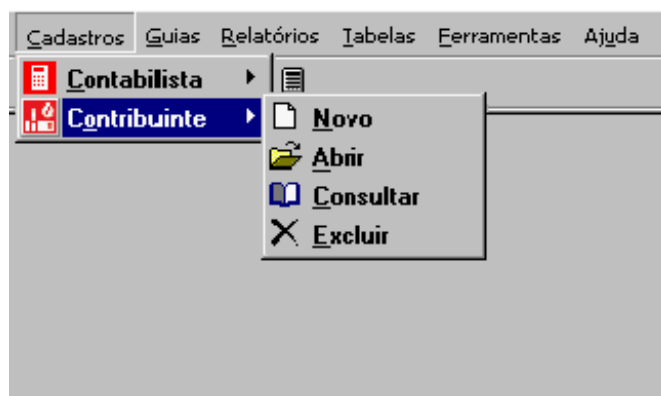 Cadastros Guias Relatórios Tabelas Ferramentas Ajuda
Contabilista
Contribuinte
Novo
Abrir
Consultar
Excluir